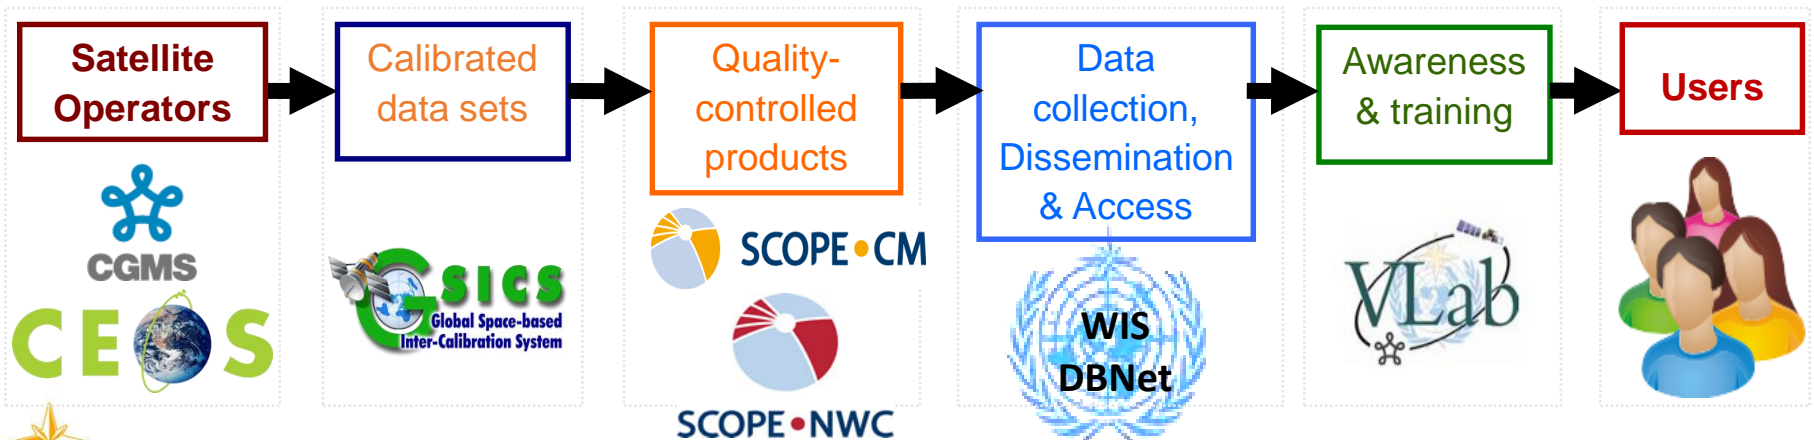 Satellite
Operators
CGMS
CEOS
Calibrated
data sets
GSICS
Global Space-based
Inter-Calibration System
Quality-
controlled
products
SCOPE•CM
SCOPE•NWC
Data
collection,
Dissemination
& Access
WIS
DBNet
Awareness
& training
VLab
Users